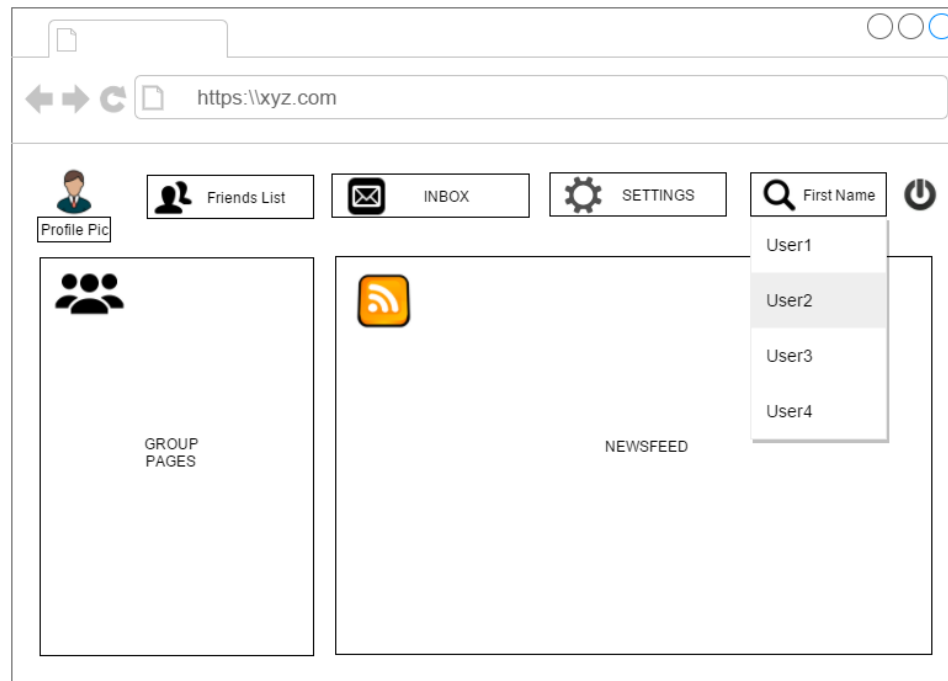 https:\\xyz.com
Profile Pic
Friends List
INBOX
SETTINGS
First Name
User1
User2
User3
User4
GROUP
PAGES
NEWSFEED